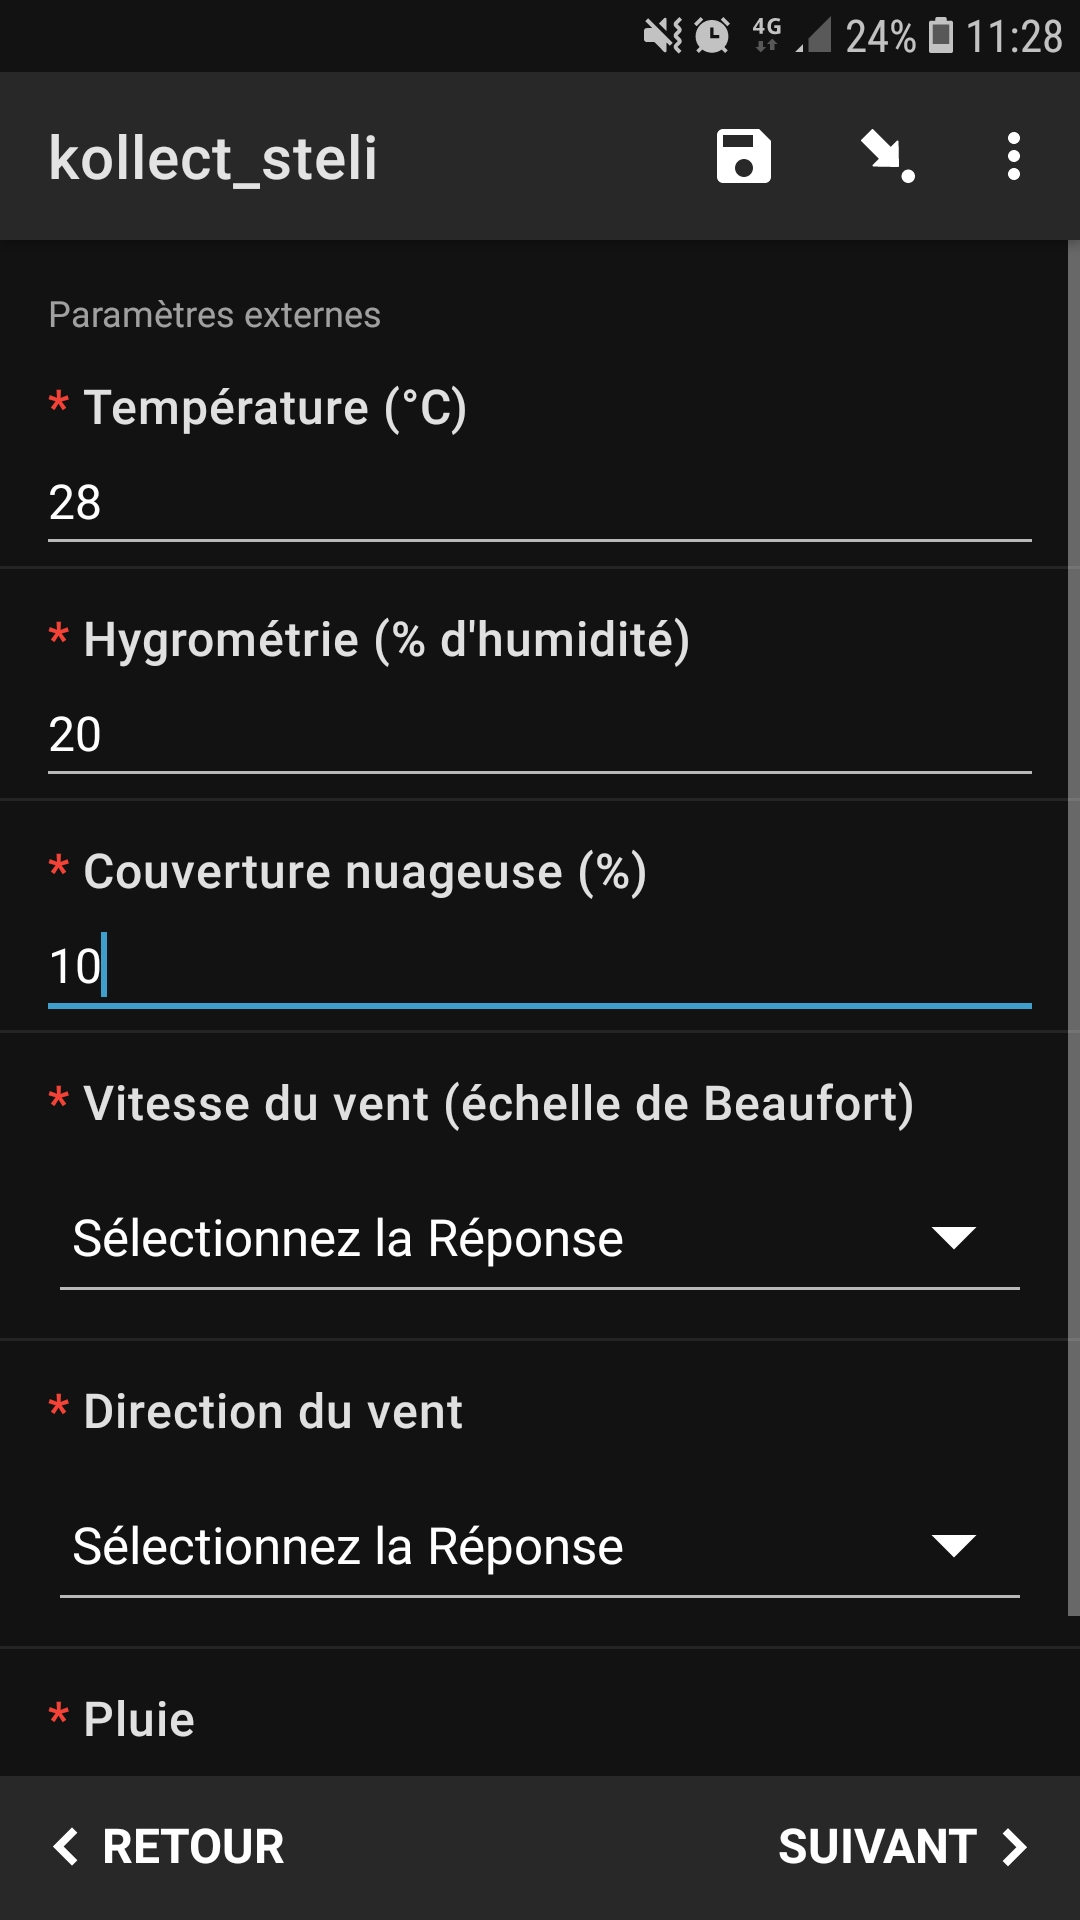 4G 24% 11:28
kollect_steli
Paramètres externes
* Température (°C)
28
* Hygrométrie (% d'humidité)
20
* Couverture nuageuse (%)
10
* Vitesse du vent (échelle de Beaufort)
Sélectionnez la Réponse
* Direction du vent
Sélectionnez la Réponse
* Pluie
RETOUR SUIVANT